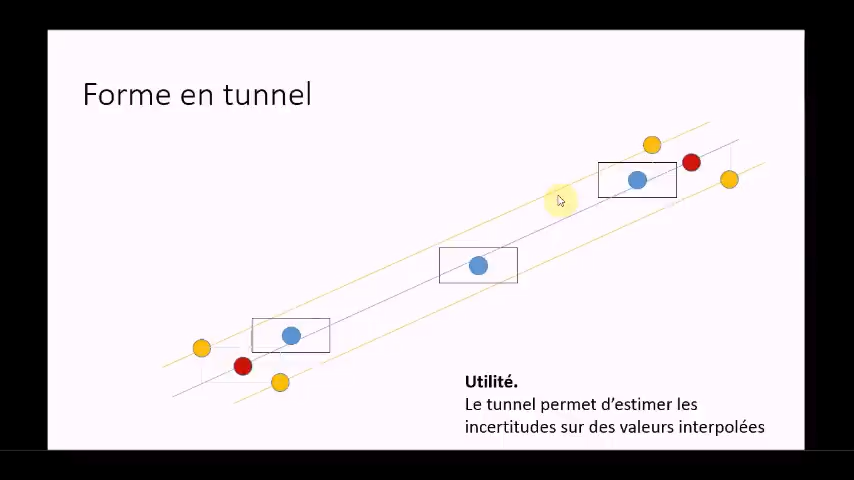 Forme en tunnel
Utilité.
Le tunnel permet d’estimer les
incertitudes sur des valeurs interpolées